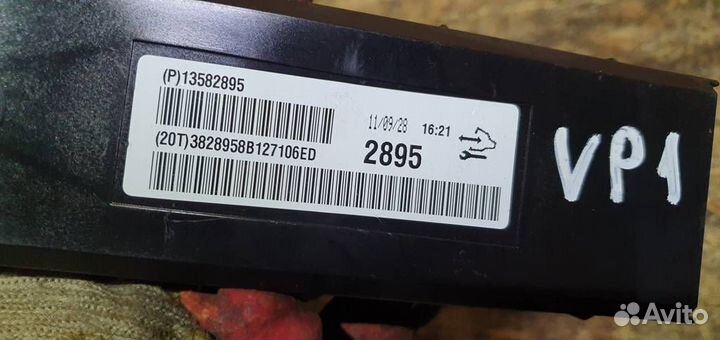 (P)13582895
11/09/28 16:21
(20T)3828958B127106ED
2895
VP1
Avito